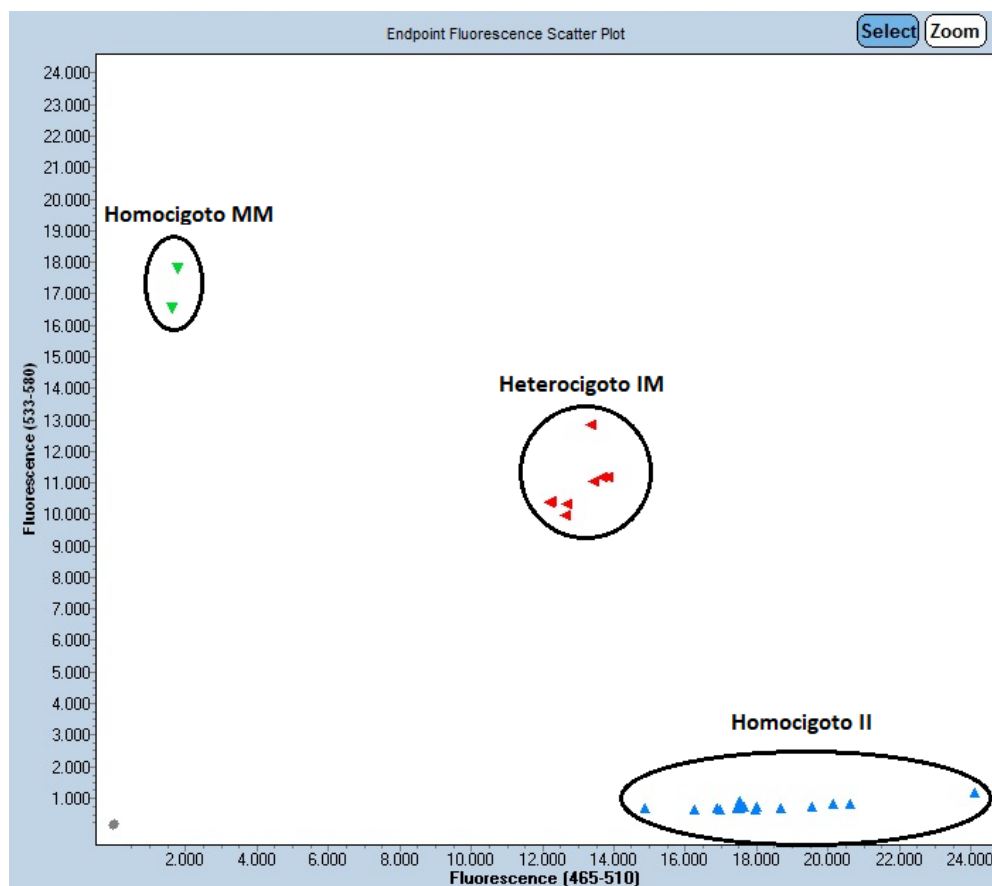 Endpoint Fluorescence Scatter Plot
Select
Zoom
24.000
23.000
22.000
21.000
20.000
19.000
18.000
17.000
16.000
15.000
14.000
13.000
12.000
11.000
10.000
9.000
8.000
7.000
6.000
5.000
4.000
3.000
2.000
1.000
Fluorescence (533-580)
Homocigoto MM
Heterocigoto IM
Homocigoto II
2.000 4.000 6.000 8.000 10.000 12.000 14.000 16.000 18.000 20.000 22.000 24.000
Fluorescence (465-510)